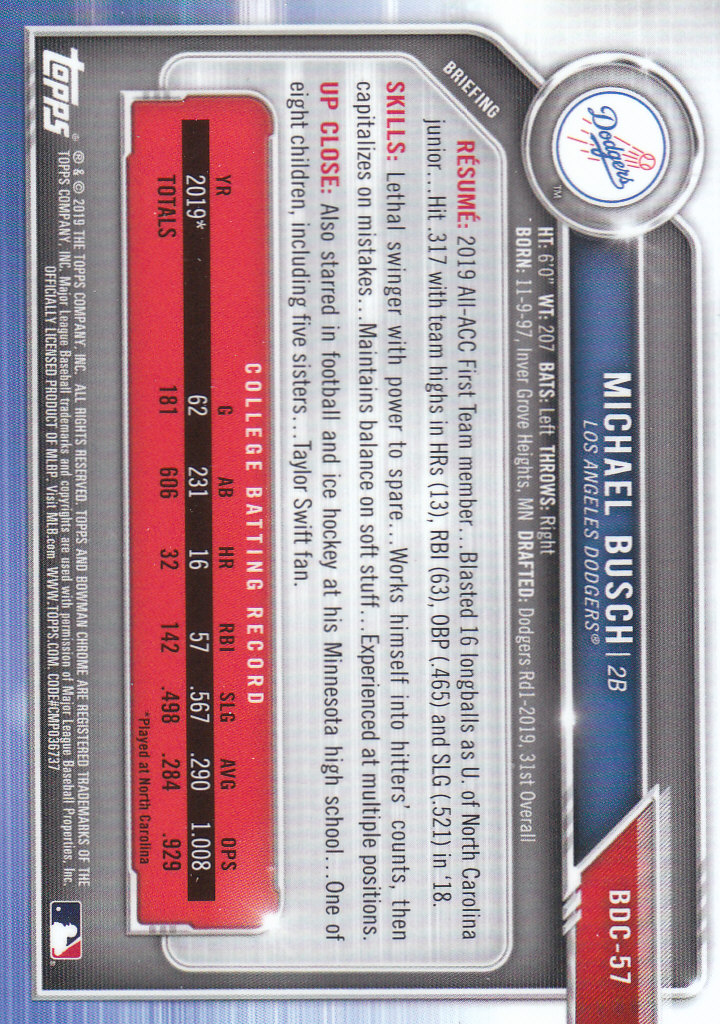 BDC-57
MICHAEL BUSCH | 2B
LOS ANGELES DODGERS®
Dodgers
TM
HT: 6'0" WT: 207 BATS: Left THROWS: Right
BORN: 11-9-97, Inver Grove Heights, MN DRAFTED: Dodgers Rd1-2019, 31st Overall
BRIEFING
RÉSUMÉ: 2019 All-ACC First Team member...Blasted 16 longballs as U. of North Carolina
junior...Hit .317 with team highs in HRs (13), RBI (63), OBP (.465) and SLG (.521) in '18.
SKILLS: Lethal swinger with power to spare...Works himself into hitters' counts, then
capitalizes on mistakes...Maintains balance on soft stuff...Experienced at multiple positions.
UP CLOSE: Also starred in football and ice hockey at his Minnesota high school...One of
eight children, including five sisters...Taylor Swift fan.
COLLEGE BATTING RECORD
YR G AB HR RBI SLG AVG OPS
2019* 62 231 16 57 .567 .290 1.008
TOTALS 181 606 32 142 .498 .284 .929
*Played at North Carolina
topps®
® & © 2019 THE TOPPS COMPANY, INC. ALL RIGHTS RESERVED. TOPPS AND BOWMAN CHROME ARE REGISTERED TRADEMARKS OF THE
TOPPS COMPANY, INC. Major League Baseball trademarks and copyrights are used with permission of Major League Baseball Properties, Inc.
OFFICIALLY LICENSED PRODUCT OF MLBP. Visit MLB.com WWW.TOPPS.COM. CODE#CMP036737